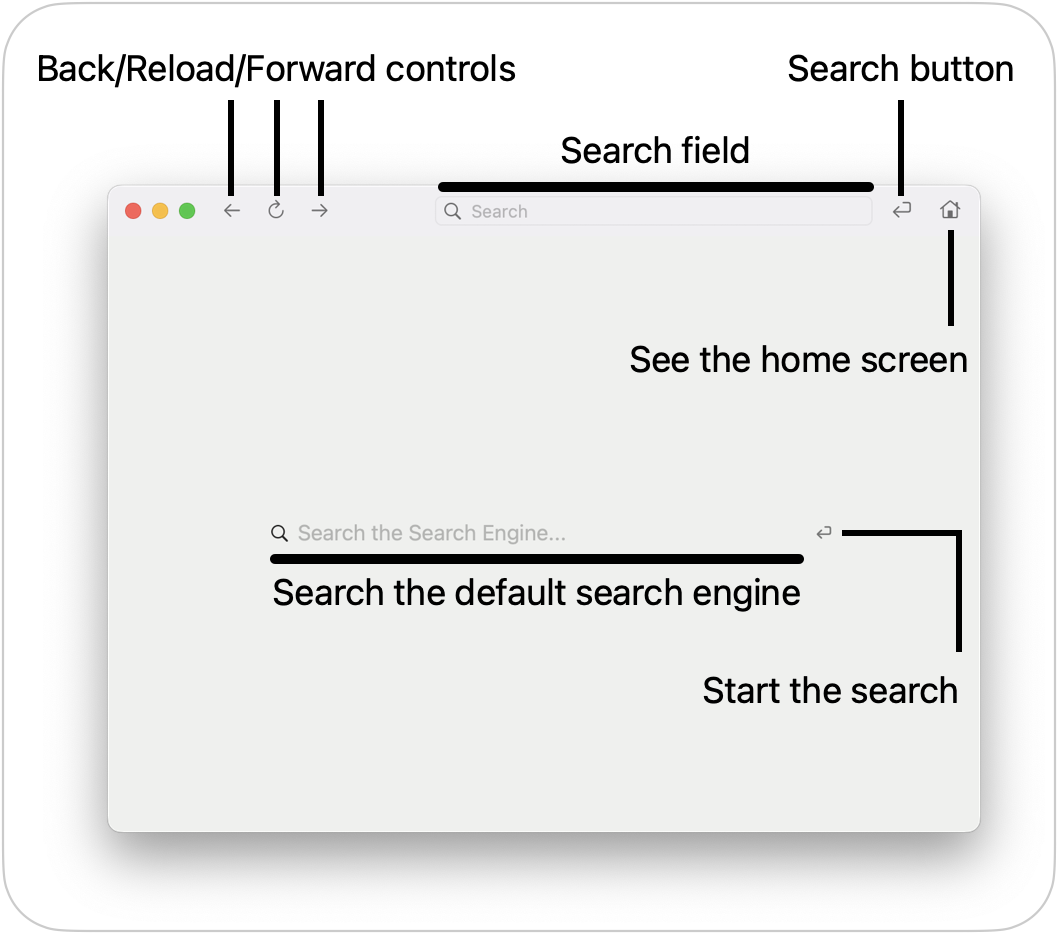 Back/Reload/Forward controls
Search button
Search field
Search
See the home screen
Search the Search Engine...
Search the default search engine
Start the search